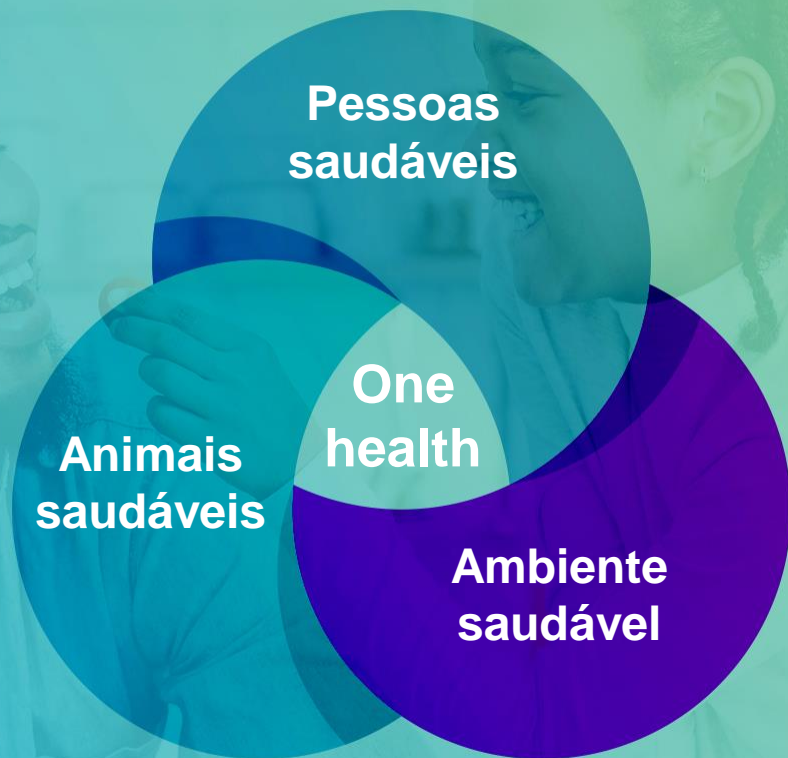 Pessoas
saudáveis
One
health
Animais
saudáveis
Ambiente
saudável